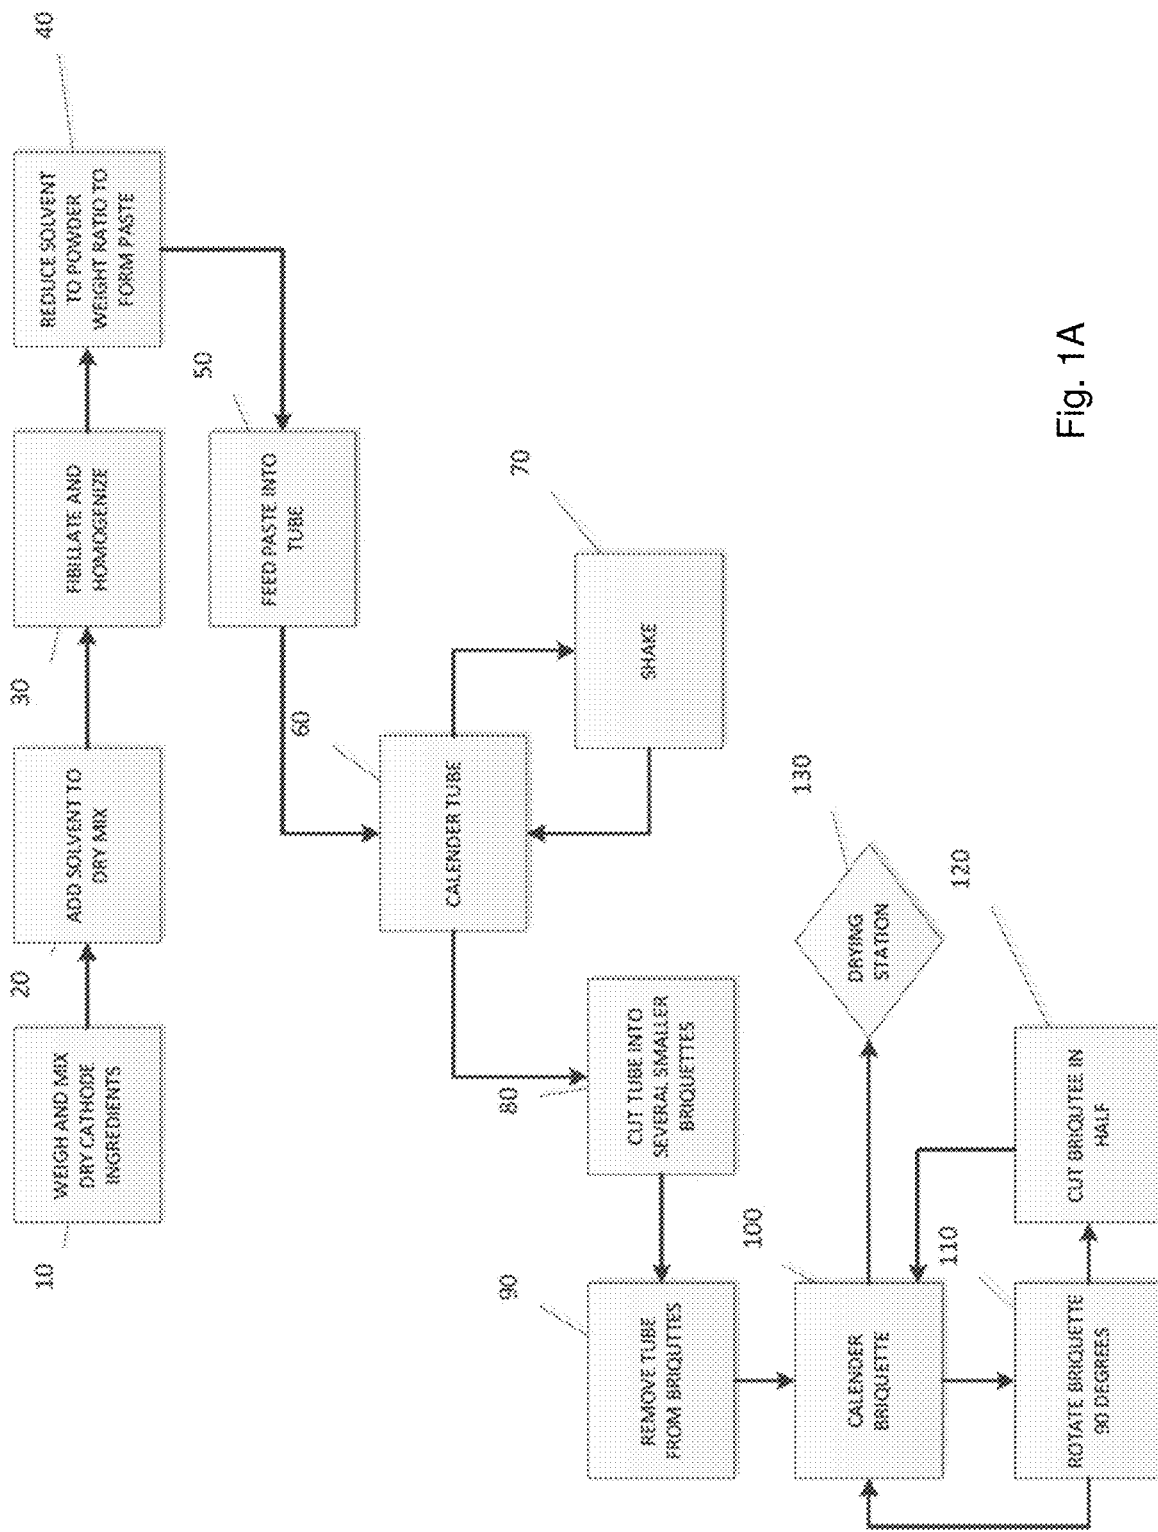 10
WEIGH AND MIX
DRY CATHODE
INGREDIENTS
20
ADD SOLVENT TO
DRY MIX
30
FIBILLATE AND
HOMOGENIZE
40
REDUCE SOLVENT
TO POWDER
WEIGHT RATIO TO
FORM PASTE
50
FEED PASTE INTO
TUBE
60
CALENDER TUBE
70
SHAKE
80
CUT TUBE INTO
SEVERAL SMALLER
BRIQUETTES
90
REMOVE TUBE
FROM BRIQUTTES
100
CALENDER
BRIQUETTE
110
ROTATE BRIQUETTE
90 DEGREES
120
CUT BRIQUTEE IN
HALF
130
DRYING
STATION
Fig. 1A